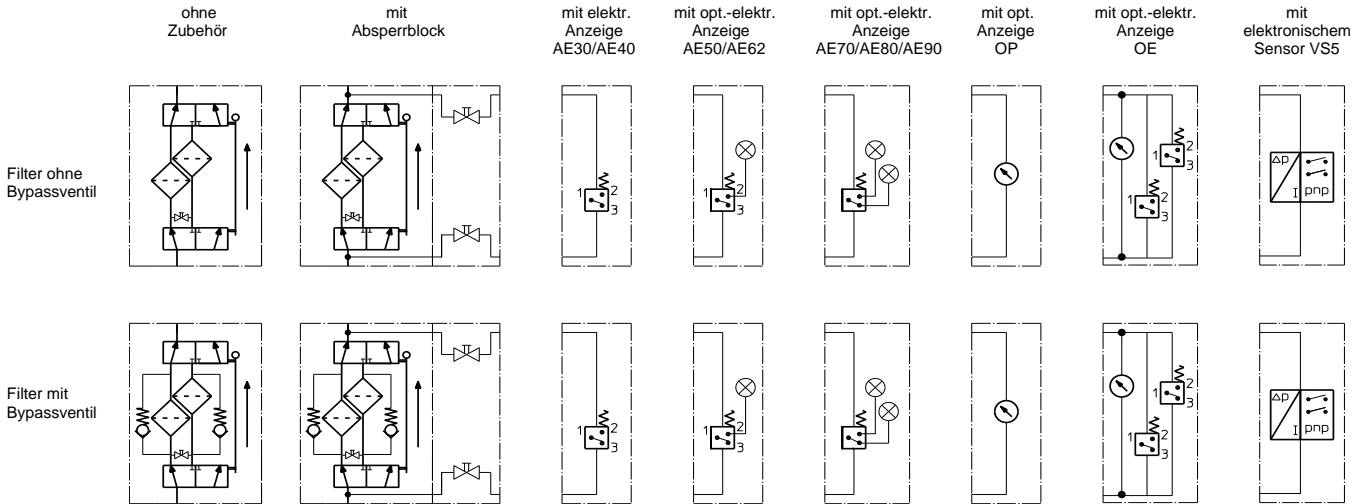 ohne
Zubehör
mit
Absperrblock
mit elektr.
Anzeige
AE30/AE40
mit opt.-elektr.
Anzeige
AE50/AE62
mit opt.-elektr.
Anzeige
AE70/AE80/AE90
mit opt.
Anzeige
OP
mit opt.-elektr.
Anzeige
OE
mit
elektronischem
Sensor VS5
Filter ohne
Bypassventil
1 2
3
1 2
3
1 2
3
1 2
3
Δp
I pnp
Filter mit
Bypassventil
1 2
3
1 2
3
1 2
3
1 2
3
Δp
I pnp